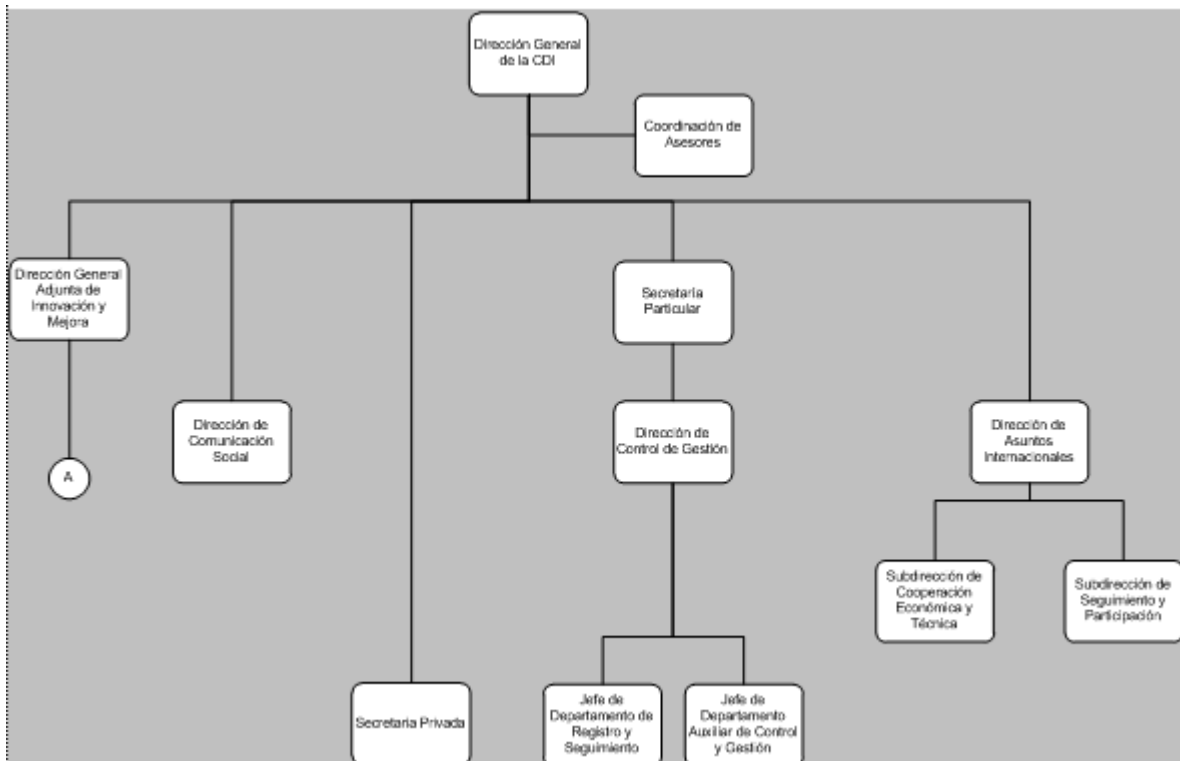 Dirección General
de la CDI
Coordinación de
Asesores
Dirección General
Adjunta de
Innovación y
Mejora
Secretaría
Particular
Dirección de
Comunicación
Social
Dirección de
Control de Gestión
Dirección de
Asuntos
Internacionales
A
Subdirección de
Cooperación
Económica y
Técnica
Subdirección de
Seguimiento y
Participación
Secretaria Privada
Jefe de
Departamento de
Registro y
Seguimiento
Jefe de
Departamento
Auxiliar de Control
y Gestión